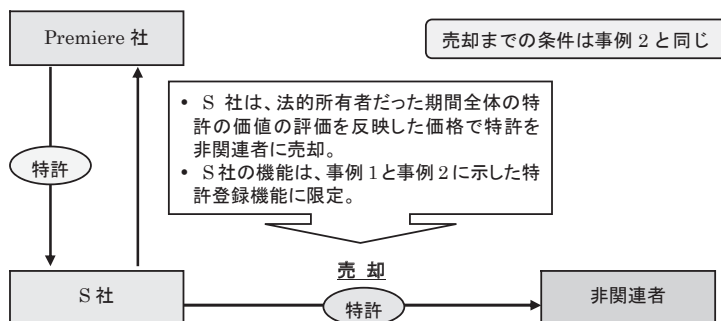 Premiere 社
売却までの条件は事例 2 と同じ
• S 社は、法的所有者だった期間全体の特
許の価値の評価を反映した価格で特許を
非関連者に売却。
• S 社の機能は、事例 1 と事例 2 に示した特
許登録機能に限定。
特許
売 却
S 社
特許
非関連者